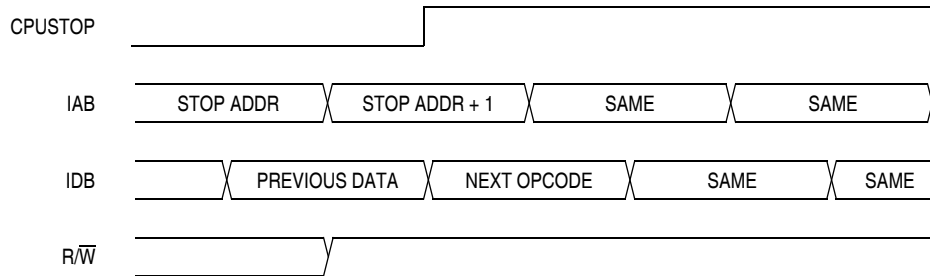 CPUSTOP
IAB STOP ADDR STOP ADDR + 1 SAME SAME
IDB PREVIOUS DATA NEXT OPCODE SAME SAME
R/W̅